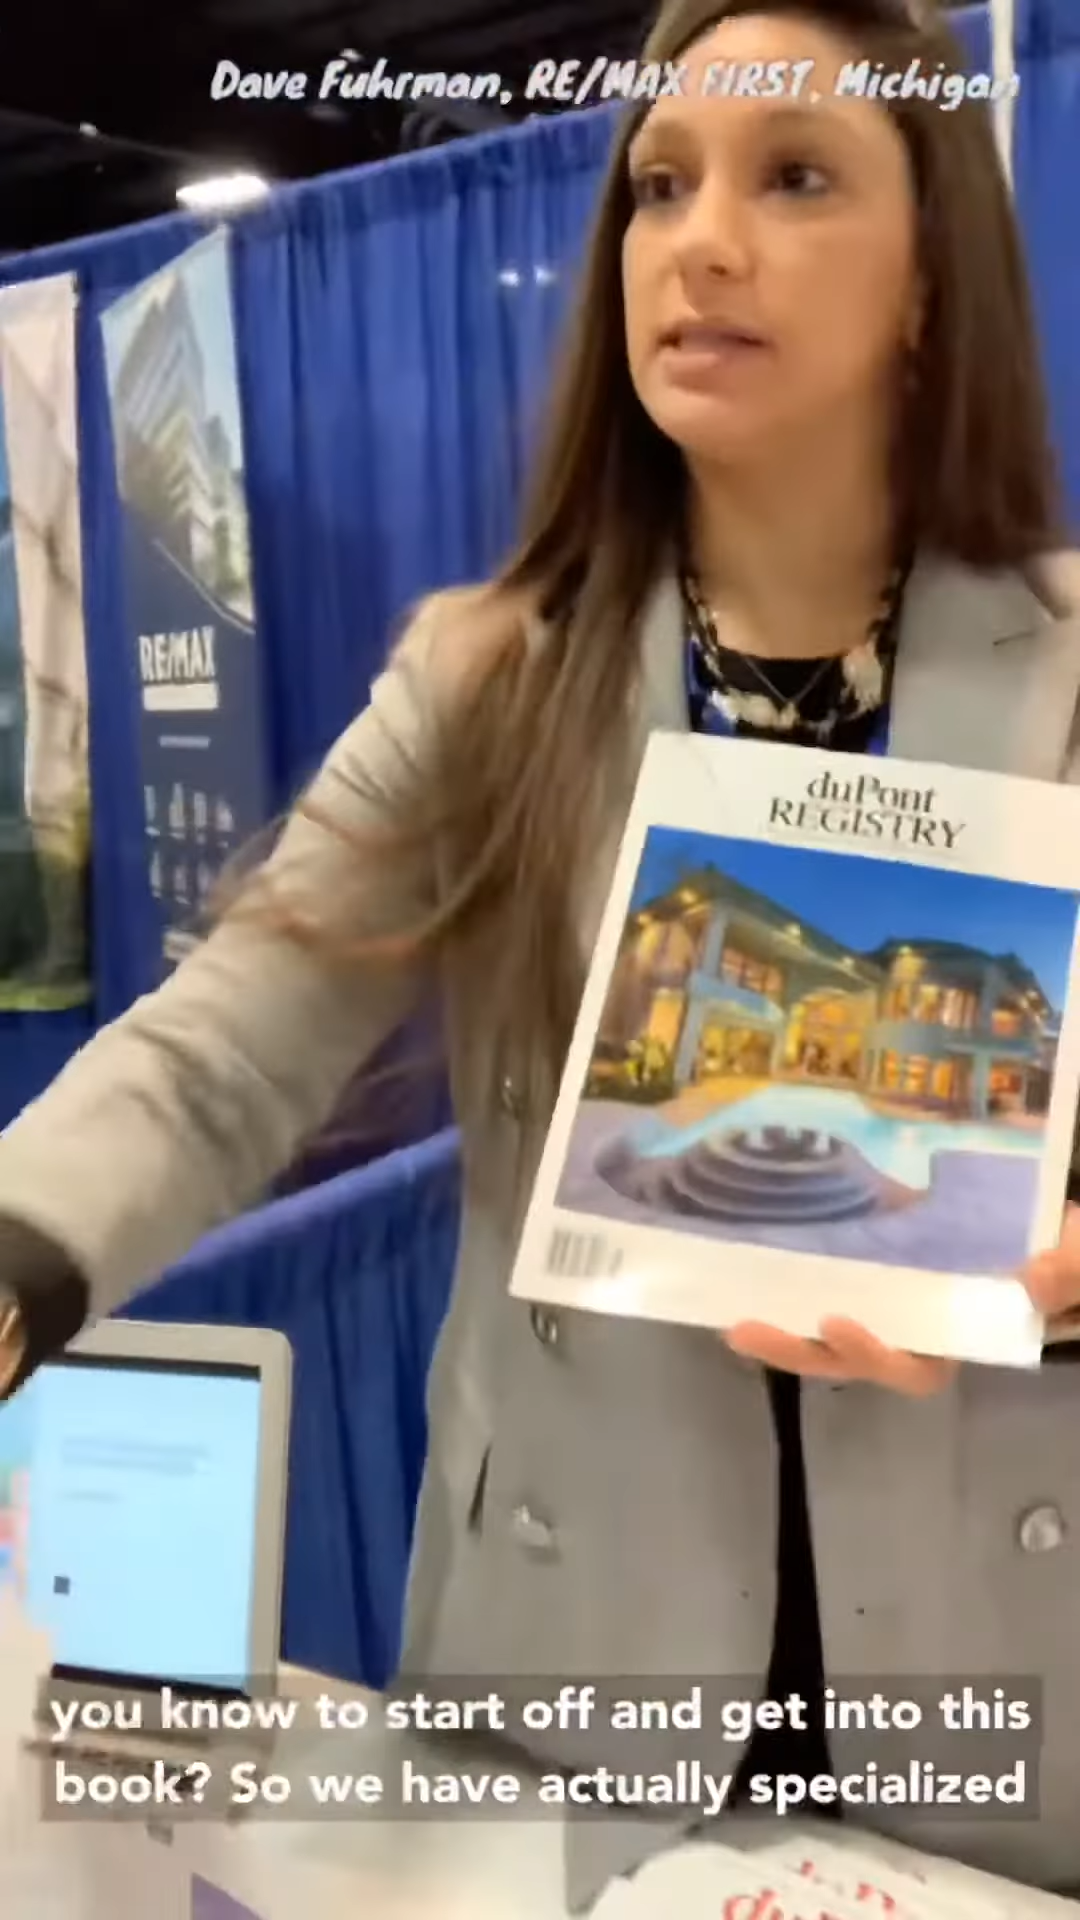 Dave Fuhrman, RE/MAX FIRST, Michigan
RE/MAX
duPont
REGISTRY
you know to start off and get into this
book? So we have actually specialized